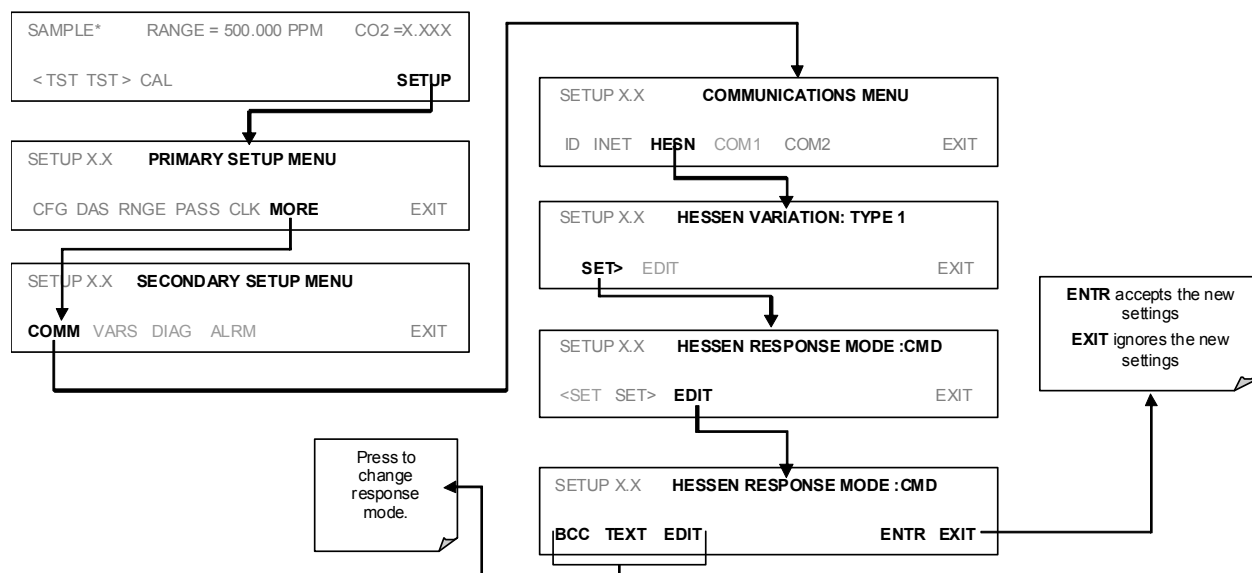 SAMPLE* RANGE = 500.000 PPM CO2 =X.XXX
< TST TST > CAL SETUP
SETUP X.X PRIMARY SETUP MENU
CFG DAS RNGE PASS CLK MORE EXIT
SETUP X.X SECONDARY SETUP MENU
COMM VARS DIAG ALRM EXIT
SETUP X.X COMMUNICATIONS MENU
ID INET HESN COM1 COM2 EXIT
SETUP X.X HESSEN VARIATION: TYPE 1
SET> EDIT EXIT
SETUP X.X HESSEN RESPONSE MODE :CMD
<SET SET> EDIT EXIT
SETUP X.X HESSEN RESPONSE MODE :CMD
BCC TEXT EDIT ENTR EXIT
Press to
change
response
mode.
ENTR accepts the new
settings
EXIT ignores the new
settings